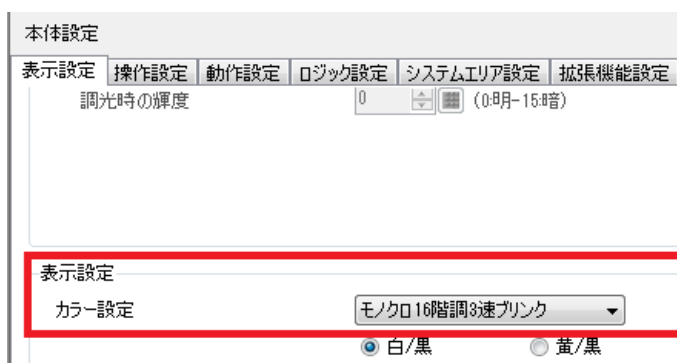 本体設定
表示設定 操作設定 動作設定 ロジック設定 システムエリア設定 拡張機能設定
調光時の輝度 0 (0:明-15:暗)
表示設定
カラー設定 モノクロ16階調3速ブリンク
白/黒 黄/黒